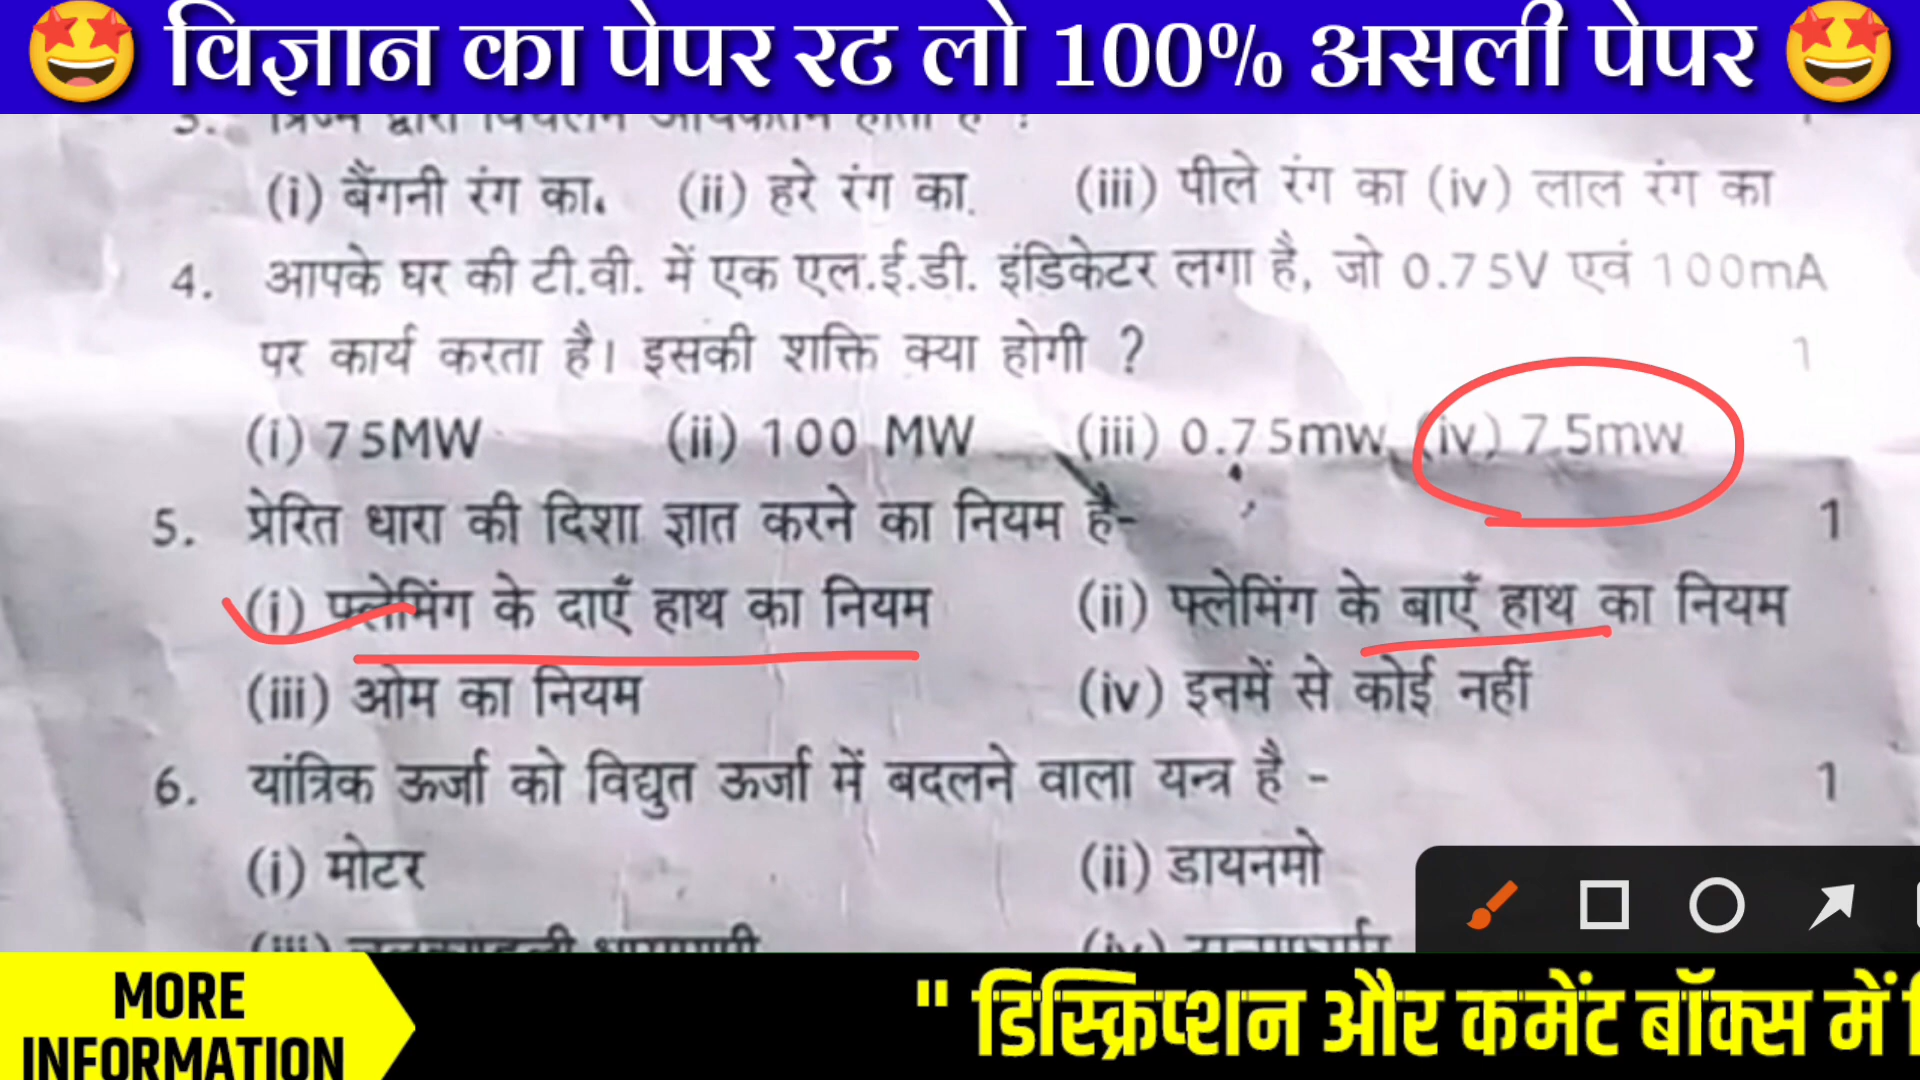 विज्ञान का पेपर रट लो 100% असली पेपर
(i) बैंगनी रंग का. (ii) हरे रंग का. (iii) पीले रंग का (iv) लाल रंग का
4. आपके घर की टी.वी. में एक एल.ई.डी. इंडिकेटर लगा है, जो 0.75V एवं 100mA
पर कार्य करता है। इसकी शक्ति क्या होगी ? 1
(i) 75MW (ii) 100 MW (iii) 0.75mw (iv) 7.5mw
5. प्रेरित धारा की दिशा ज्ञात करने का नियम है- 1
(i) फ्लेमिंग के दाएँ हाथ का नियम (ii) फ्लेमिंग के बाएँ हाथ का नियम
(iii) ओम का नियम (iv) इनमें से कोई नहीं
6. यांत्रिक ऊर्जा को विद्युत ऊर्जा में बदलने वाला यन्त्र है - 1
(i) मोटर (ii) डायनमो
MORE
INFORMATION
" डिस्क्रिप्शन और कमेंट बॉक्स में